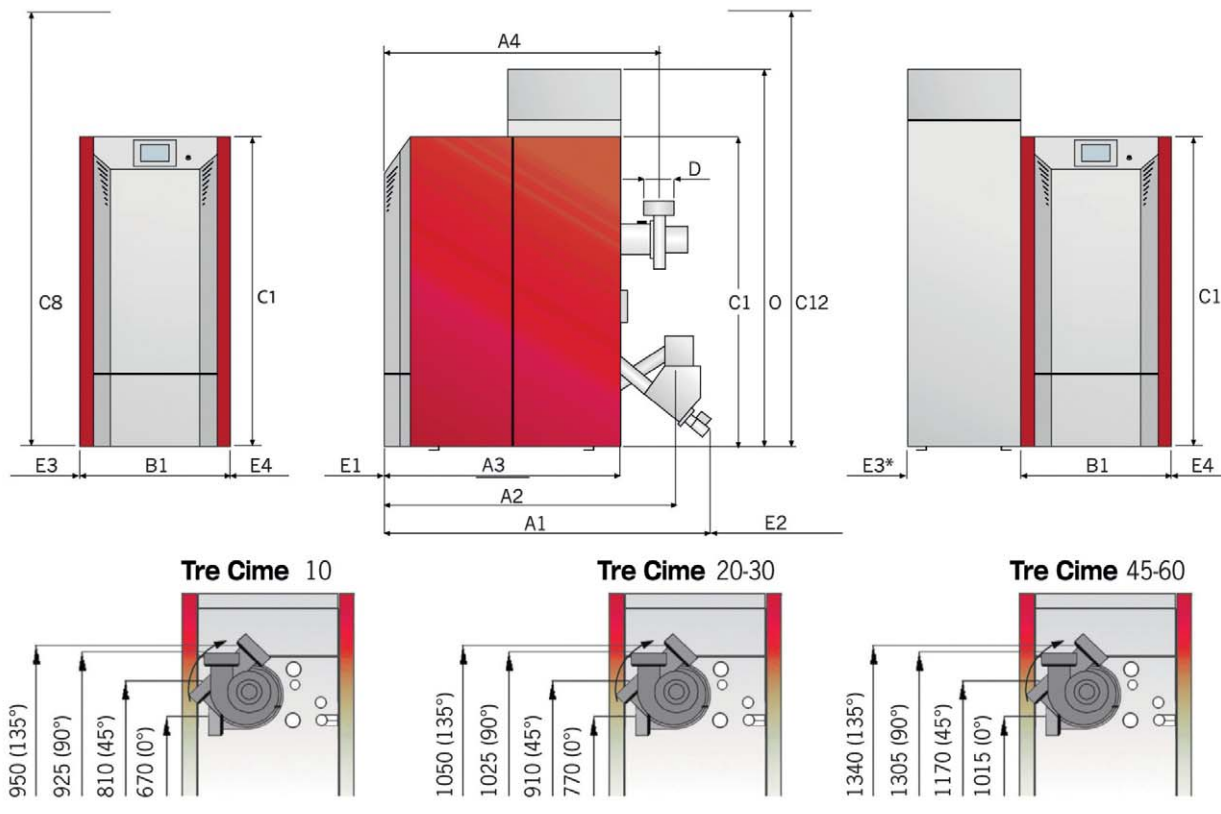 A4
D
C8
C1
C1
O
C12
C1
E3
B1
E4
E1
A3
A2
A1
E2
E3*
B1
E4
Tre Cime 10
950 (135°)
925 (90°)
810 (45°)
670 (0°)
Tre Cime 20-30
1050 (135°)
1025 (90°)
910 (45°)
770 (0°)
Tre Cime 45-60
1340 (135°)
1305 (90°)
1170 (45°)
1015 (0°)